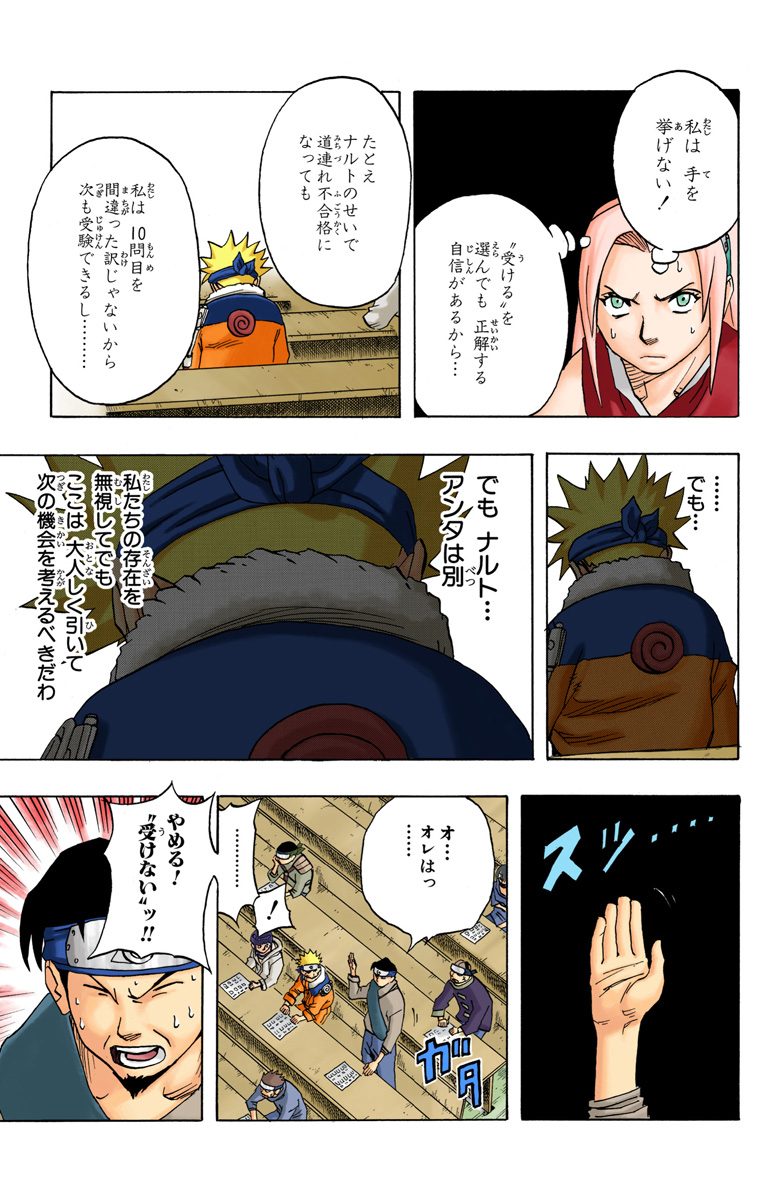 私は 手を
挙げない！
"受ける"を
選んでも 正解する
自信があるから…
たとえ
ナルトのせいで
道連れ不合格に
なっても
私は 10問目を
間違った訳じゃないから
次も受験できるし………
……
でも…
でも ナルト…
アンタは別
私たちの存在を
無視してでも
ここは 大人しく引いて
次の機会を考えるべきだわ
スッ‥‥
オ…
オレはっ
ガタ
！
………
………
やめる！
"受けない"ッ!!